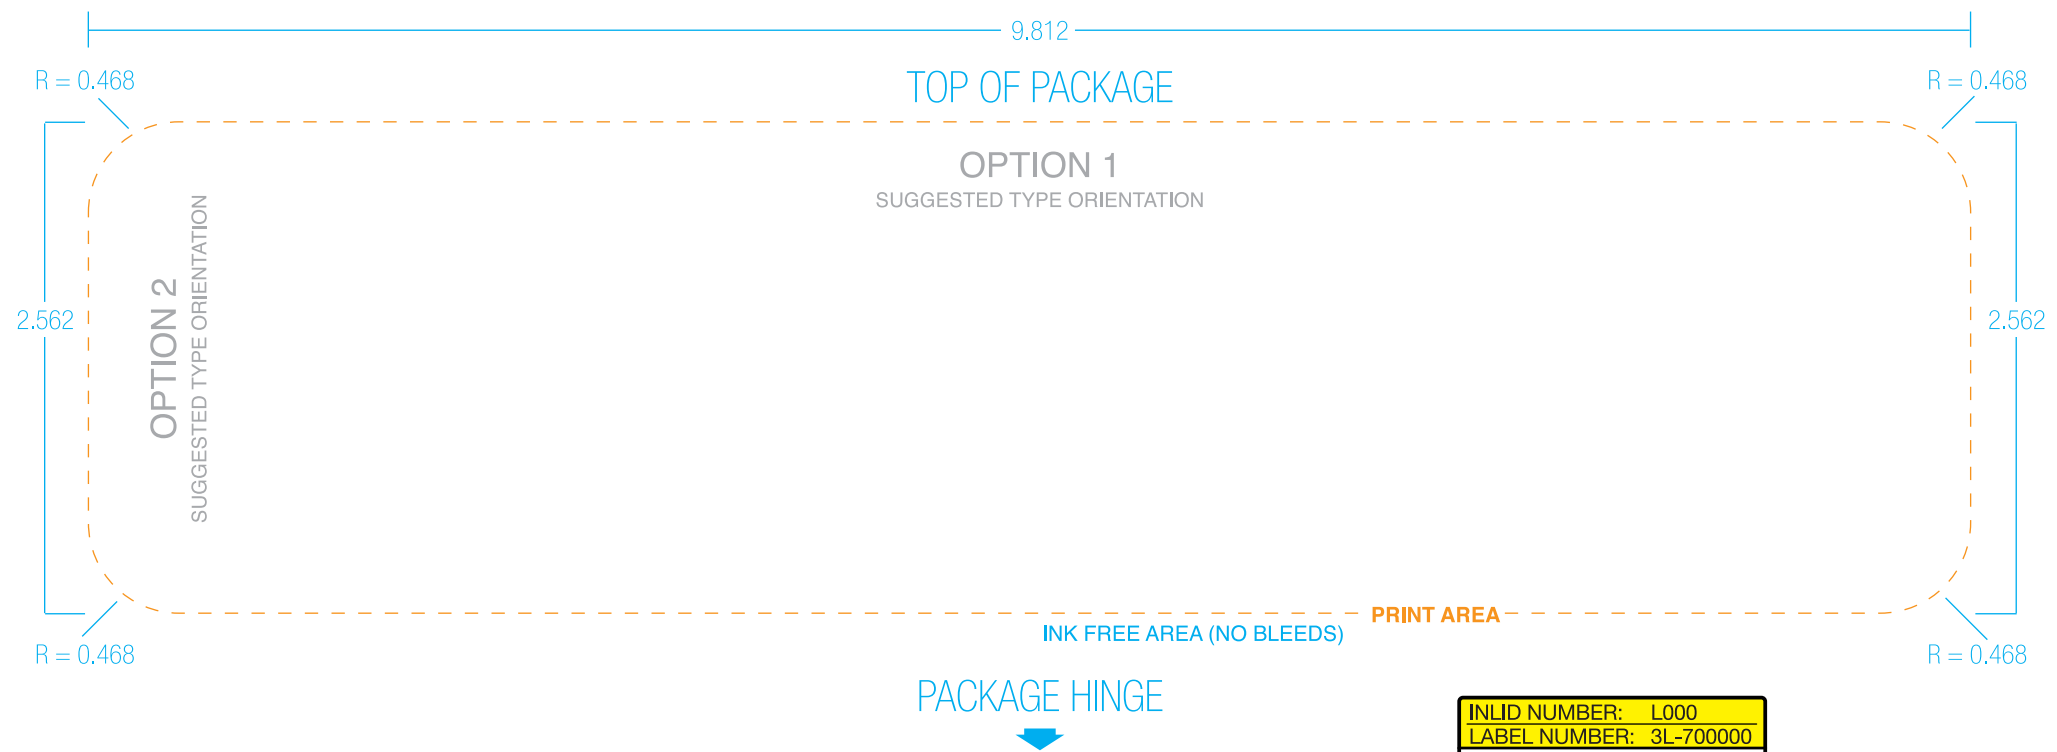 9.812
R = 0.468
TOP OF PACKAGE
R = 0.468
OPTION 1
SUGGESTED TYPE ORIENTATION
OPTION 2
SUGGESTED TYPE ORIENTATION
2.562
2.562
PRINT AREA
INK FREE AREA (NO BLEEDS)
R = 0.468
R = 0.468
PACKAGE HINGE
INLID NUMBER: L000
LABEL NUMBER: 3L-700000